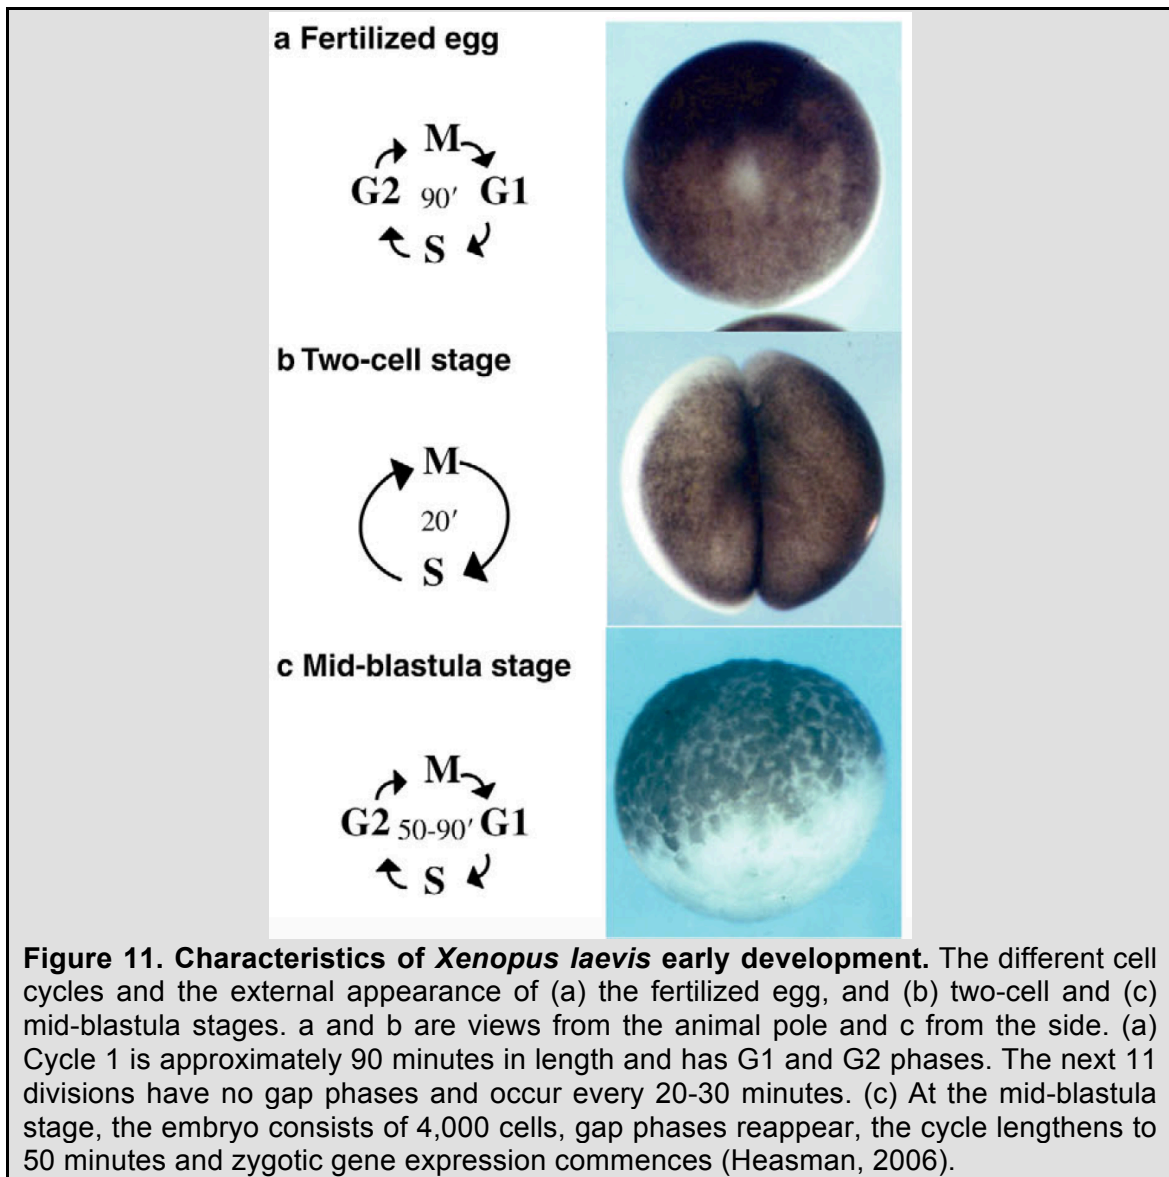 a Fertilized egg
M
G2 90′ G1
S
b Two-cell stage
M
20′
S
c Mid-blastula stage
M
G2 50-90′ G1
S
Figure 11. Characteristics of Xenopus laevis early development. The different cell
cycles and the external appearance of (a) the fertilized egg, and (b) two-cell and (c)
mid-blastula stages. a and b are views from the animal pole and c from the side. (a)
Cycle 1 is approximately 90 minutes in length and has G1 and G2 phases. The next 11
divisions have no gap phases and occur every 20-30 minutes. (c) At the mid-blastula
stage, the embryo consists of 4,000 cells, gap phases reappear, the cycle lengthens to
50 minutes and zygotic gene expression commences (Heasman, 2006).